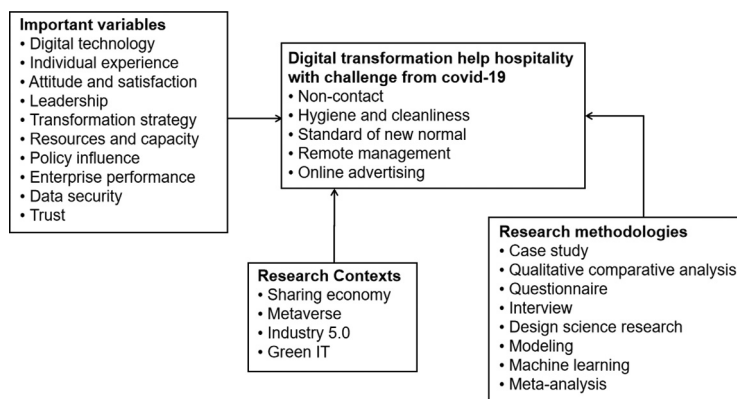 Important variables
• Digital technology
• Individual experience
• Attitude and satisfaction
• Leadership
• Transformation strategy
• Resources and capacity
• Policy influence
• Enterprise performance
• Data security
• Trust
Digital transformation help hospitality
with challenge from covid-19
• Non-contact
• Hygiene and cleanliness
• Standard of new normal
• Remote management
• Online advertising
Research Contexts
• Sharing economy
• Metaverse
• Industry 5.0
• Green IT
Research methodologies
• Case study
• Qualitative comparative analysis
• Questionnaire
• Interview
• Design science research
• Modeling
• Machine learning
• Meta-analysis